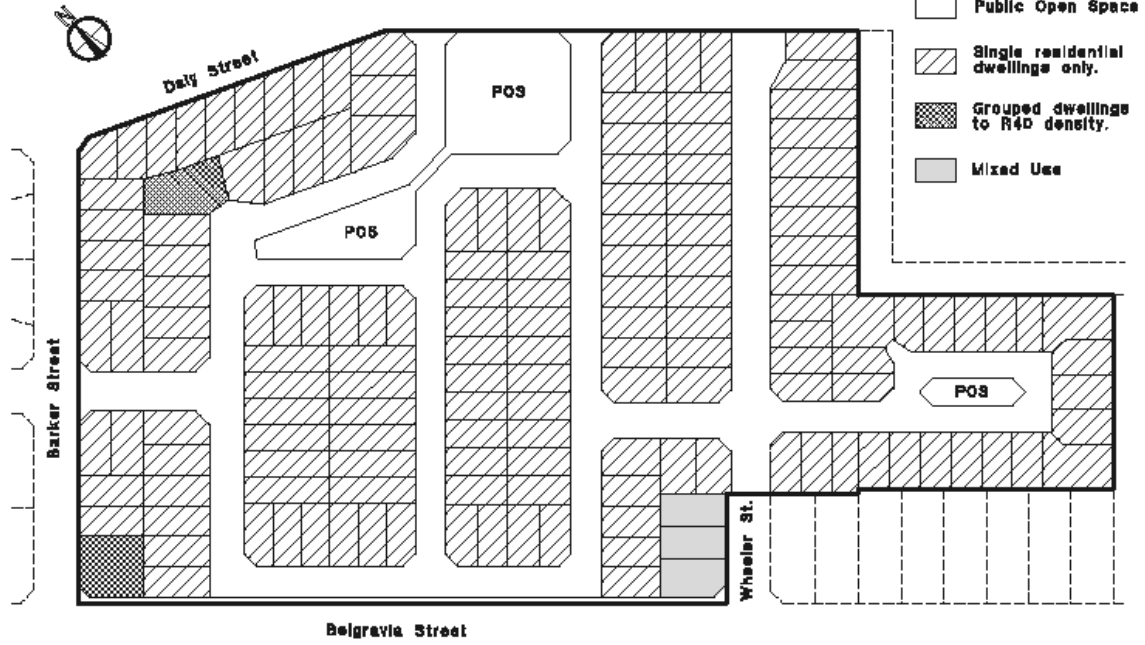 N
Public Open Space
Daly Street
Single residential
dwellings only.
POS
Grouped dwellings
to R40 density.
Mixed Use
POS
Barker Street
POS
Wheeler St.
Belgravia Street